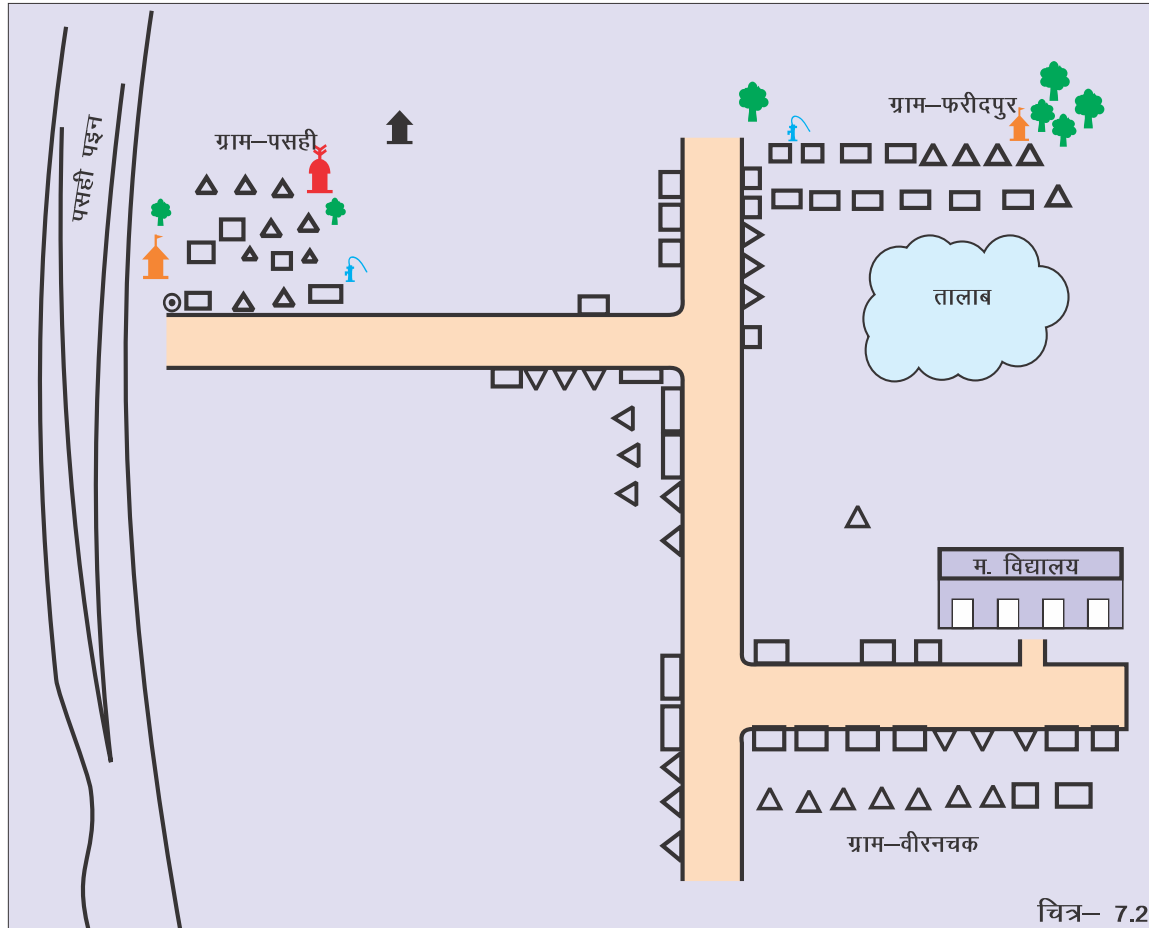 ग्राम–फरीदपुर
ग्राम–पसही
पसही पइन
तालाब
म. विद्यालय
ग्राम–वीरनचक
चित्र– 7.2